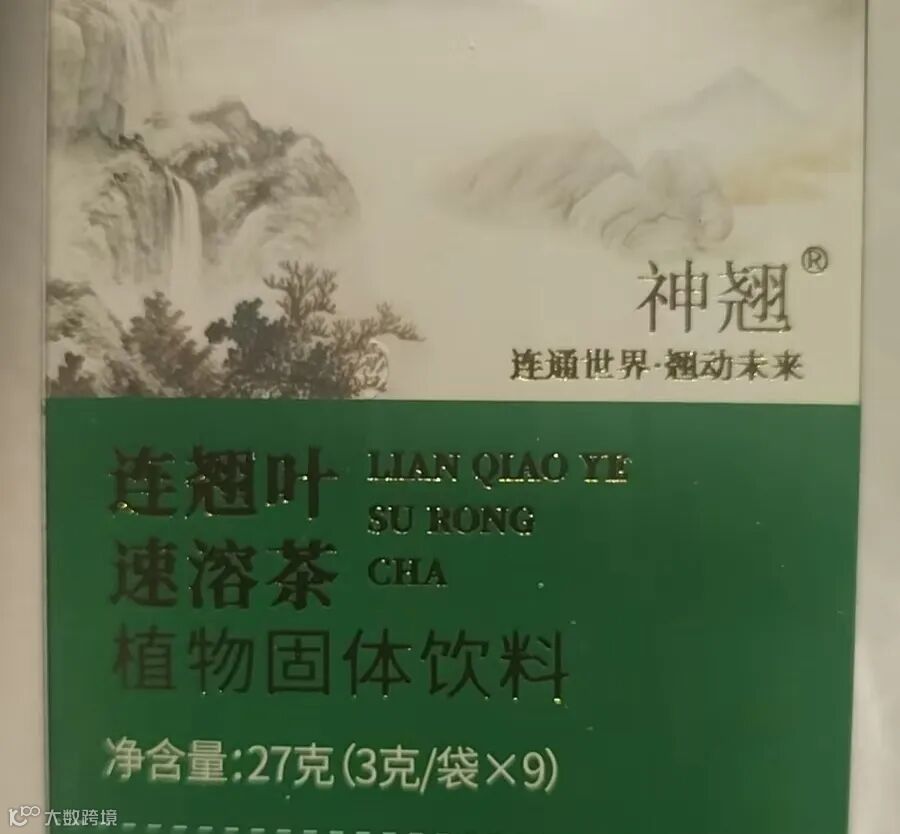 神翘®
连通世界·翘动未来
连翘叶
速溶茶
LIAN QIAO YE
SU RONG
CHA
植物固体饮料
净含量:27克(3克/袋×9)
大数跨境